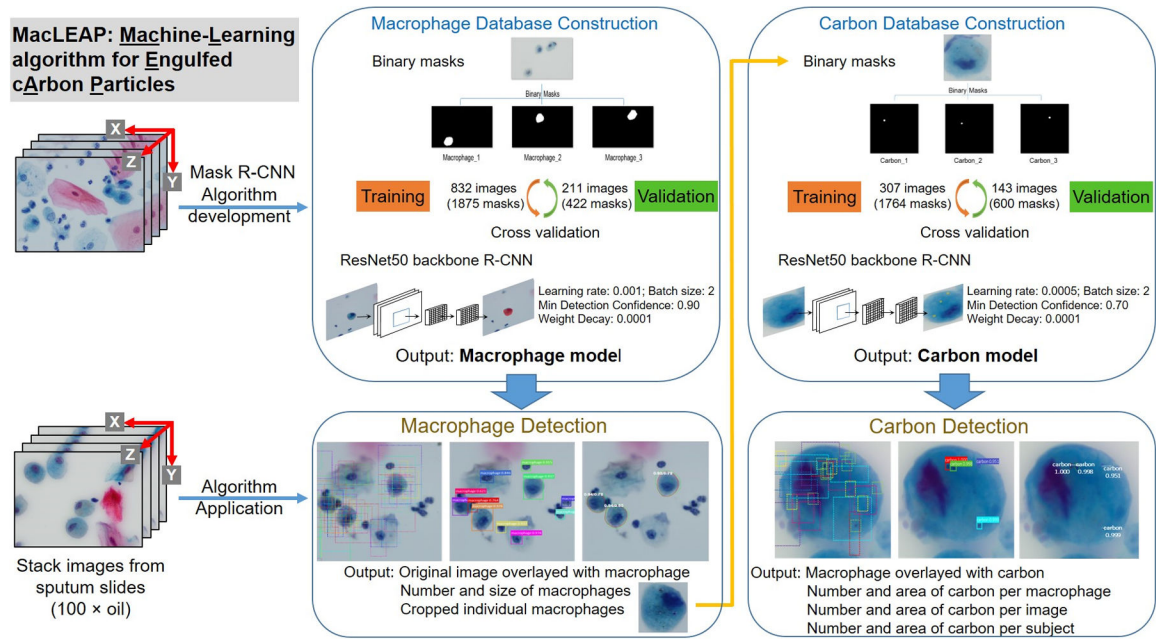 MacLEAP: Machine-Learning
algorithm for Engulfed
cArbon Particles
X
Z
Y
Mask R-CNN
Algorithm
development
Macrophage Database Construction
Binary masks
Binary Masks
Macrophage_1
Macrophage_2
Macrophage_3
Training
832 images
(1875 masks)
211 images
(422 masks)
Validation
Cross validation
ResNet50 backbone R-CNN
Learning rate: 0.001; Batch size: 2
Min Detection Confidence: 0.90
Weight Decay: 0.0001
Output: Macrophage model
Carbon Database Construction
Binary masks
Binary Masks
Carbon_1
Carbon_2
Carbon_3
Training
307 images
(1764 masks)
143 images
(600 masks)
Validation
Cross validation
ResNet50 backbone R-CNN
Learning rate: 0.0005; Batch size: 2
Min Detection Confidence: 0.70
Weight Decay: 0.0001
Output: Carbon model
X
Z
Y
Stack images from
sputum slides
(100 × oil)
Algorithm
Application
Macrophage Detection
Output: Original image overlayed with macrophage
Number and size of macrophages
Cropped individual macrophages
Carbon Detection
carbon
1.000
carbon
0.998
carbon
0.951
carbon
0.999
Output: Macrophage overlayed with carbon
Number and area of carbon per macrophage
Number and area of carbon per image
Number and area of carbon per subject